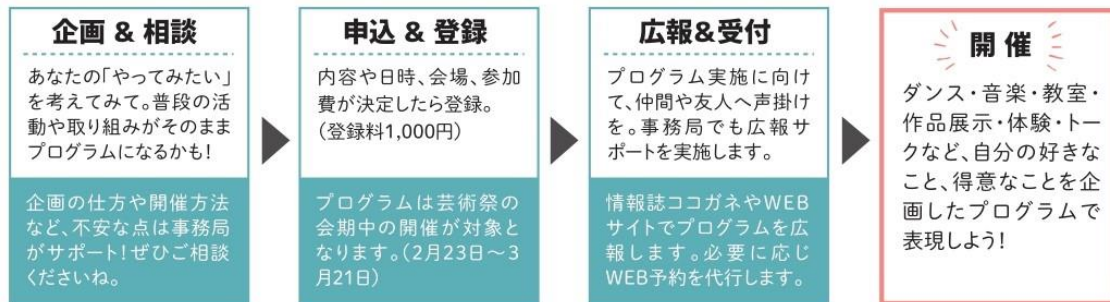 企画 & 相談
あなたの「やってみたい」
を考えてみて。普段の活
動や取り組みがそのまま
プログラムになるかも!
企画の仕方や開催方法
など、不安な点は事務局
がサポート!ぜひご相談
くださいね。
申込 & 登録
内容や日時、会場、参加
費が決定したら登録。
(登録料1,000円)
プログラムは芸術祭の
会期中の開催が対象と
なります。(2月23日〜3
月21日)
広報&受付
プログラム実施に向け
て、仲間や友人へ声掛け
を。事務局でも広報サ
ポートを実施します。
情報誌ココガネやWEB
サイトでプログラムを広
報します。必要に応じ
WEB予約を代行します。
開催
ダンス・音楽・教室・
作品展示・体験・トー
クなど、自分の好きな
こと、得意なことを企
画したプログラムで
表現しよう!